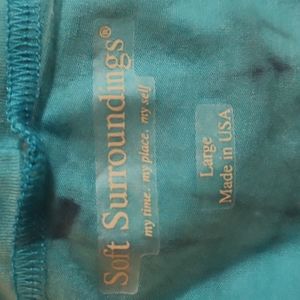 Soft Surroundings®
my time. my place. my self
Large
Made in USA